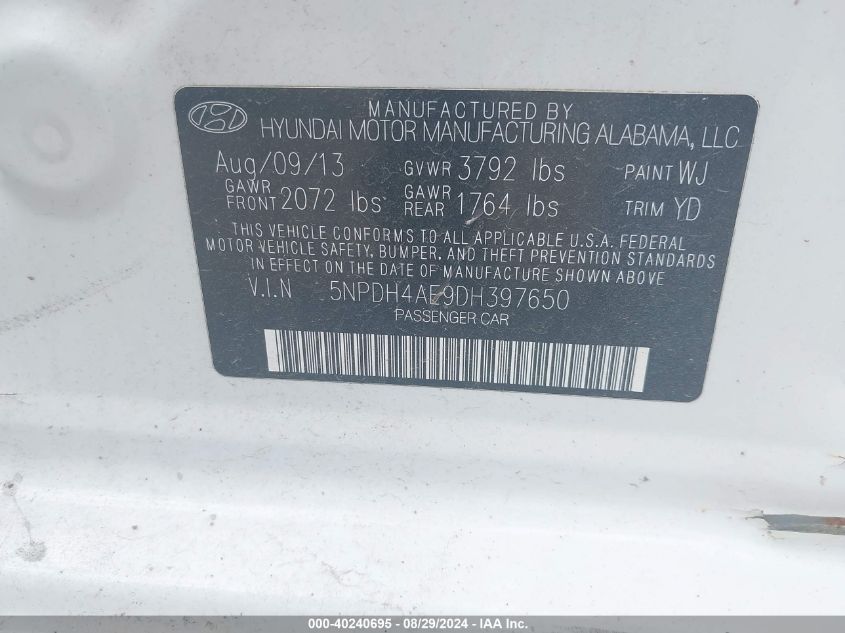 MANUFACTURED BY
HYUNDAI MOTOR MANUFACTURING ALABAMA, LLC
Aug/09/13 GVWR 3792 lbs PAINT WJ
GAWR FRONT 2072 lbs GAWR REAR 1764 lbs TRIM YD
THIS VEHICLE CONFORMS TO ALL APPLICABLE U.S.A. FEDERAL
MOTOR VEHICLE SAFETY, BUMPER, AND THEFT PREVENTION STANDARDS
IN EFFECT ON THE DATE OF MANUFACTURE SHOWN ABOVE
V.I.N 5NPDH4AE9DH397650
PASSENGER CAR
000-40240695 - 08/29/2024 - IAA Inc.